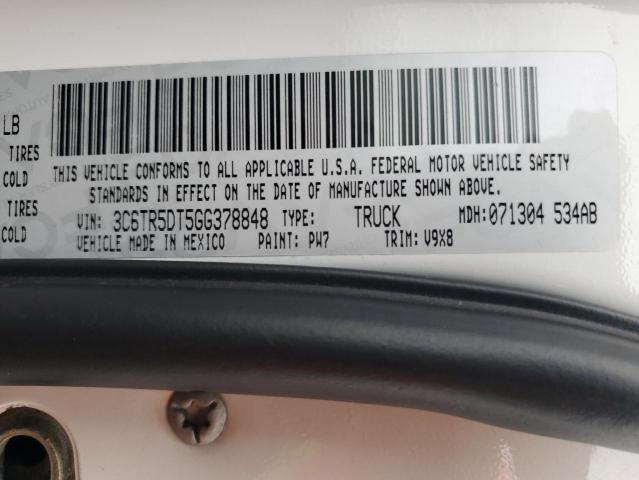 LB
TIRES
COLD
TIRES
COLD
THIS VEHICLE CONFORMS TO ALL APPLICABLE U.S.A. FEDERAL MOTOR VEHICLE SAFETY
STANDARDS IN EFFECT ON THE DATE OF MANUFACTURE SHOWN ABOVE.
VIN: 3C6TR5DT5GG378848 TYPE: TRUCK MDH: 071304 534AB
VEHICLE MADE IN MEXICO PAINT: PW7 TRIM: V9X8